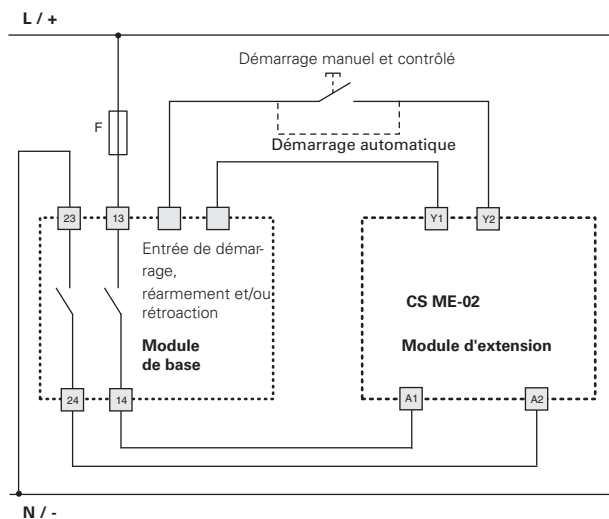 L / +
Démarrage manuel et contrôlé
F
Démarrage automatique
23
13
Y1
Y2
Entrée de démar-
rage,
réarmement et/ou
rétroaction
Module
de base
CS ME-02
Module d'extension
24
14
A1
A2
N / -